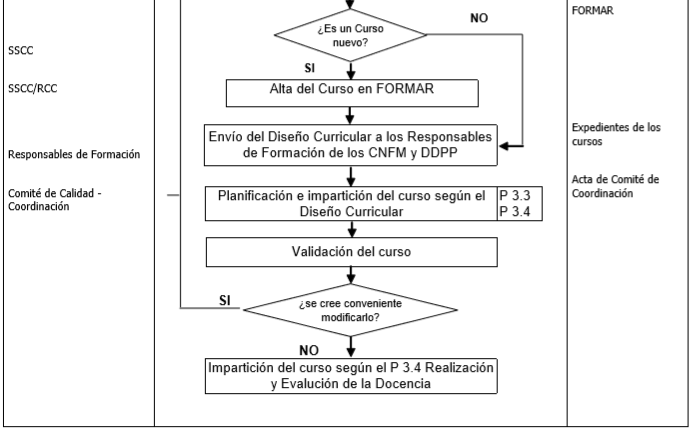 SSCC
SSCC/RCC
Responsables de Formación
Comité de Calidad -
Coordinación
¿Es un Curso
nuevo?
NO
SI
Alta del Curso en FORMAR
Envío del Diseño Curricular a los Responsables
de Formación de los CNFM y DDPP
Planificación e impartición del curso según el
Diseño Curricular
P 3.3
P 3.4
Validación del curso
SI
¿se cree conveniente
modificarlo?
NO
Impartición del curso según el P 3.4 Realización
y Evalución de la Docencia
FORMAR
Expedientes de los
cursos
Acta de Comité de
Coordinación